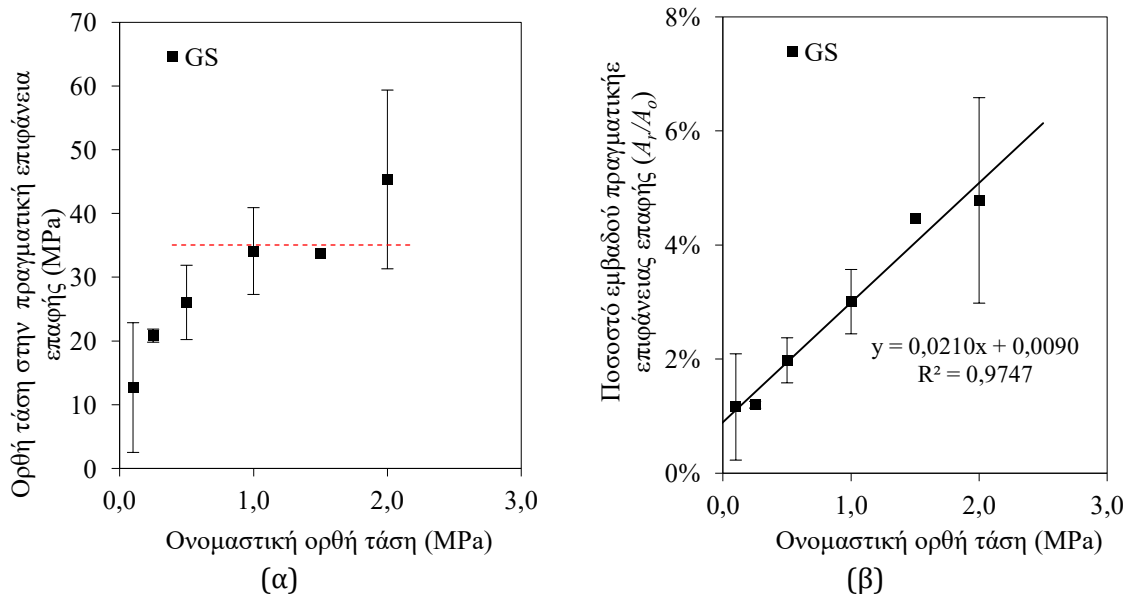 Ορθή τάση στην πραγματική επιφάνεια
επαφής (MPa)
70
60
50
40
30
20
10
0
GS
0,0
1,0
2,0
3,0
Ονομαστική ορθή τάση (MPa)
(α)
Ποσοστό εμβαδού πραγματικήε
επιφάνειας επαφής (Ar/Ao)
8%
6%
4%
2%
0%
GS
y = 0,0210x + 0,0090
R² = 0,9747
0,0
1,0
2,0
3,0
Ονομαστική ορθή τάση (MPa)
(β)